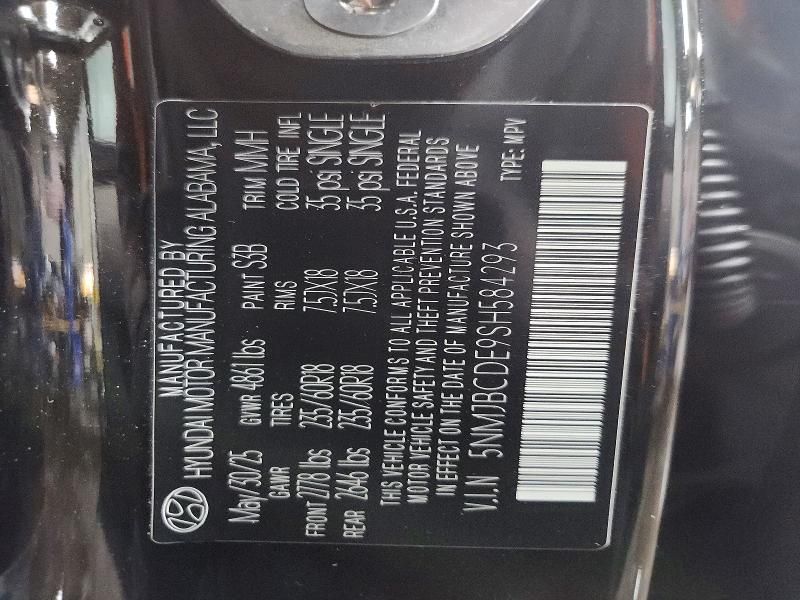 MANUFACTURED BY
HYUNDAI MOTOR MANUFACTURING ALABAMA, LLC
May/30/25 GVWR 4861 lbs PAINT S3B TRIM MMH
GAWR TIRES RIMS COLD TIRE INFL
FRONT 2778 lbs 235/60R18 7.5JX18 35 psi SINGLE
REAR 2646 lbs 235/60R18 7.5JX18 35 psi SINGLE
THIS VEHICLE CONFORMS TO ALL APPLICABLE U.S.A. FEDERAL
MOTOR VEHICLE SAFETY AND THEFT PREVENTION STANDARDS
IN EFFECT ON THE DATE OF MANUFACTURE SHOWN ABOVE
V.I.N 5NMJBCDE9SH584293 TYPE: MPV